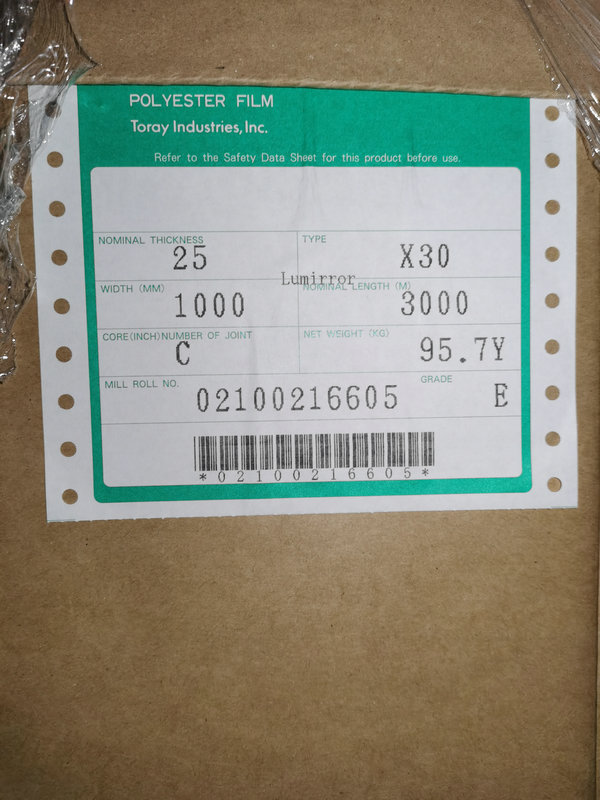 POLYESTER FILM
Toray Industries, Inc.
Refer to the Safety Data Sheet for this product before use.
NOMINAL THICKNESS
25
TYPE
X30
Lumirror
WIDTH (MM)
1000
NOMINAL LENGTH (M)
3000
CORE(INCH)NUMBER OF JOINT
C
NET WEIGHT (KG)
95.7Y
MILL ROLL NO.
02100216605
GRADE
E
*02100216605*